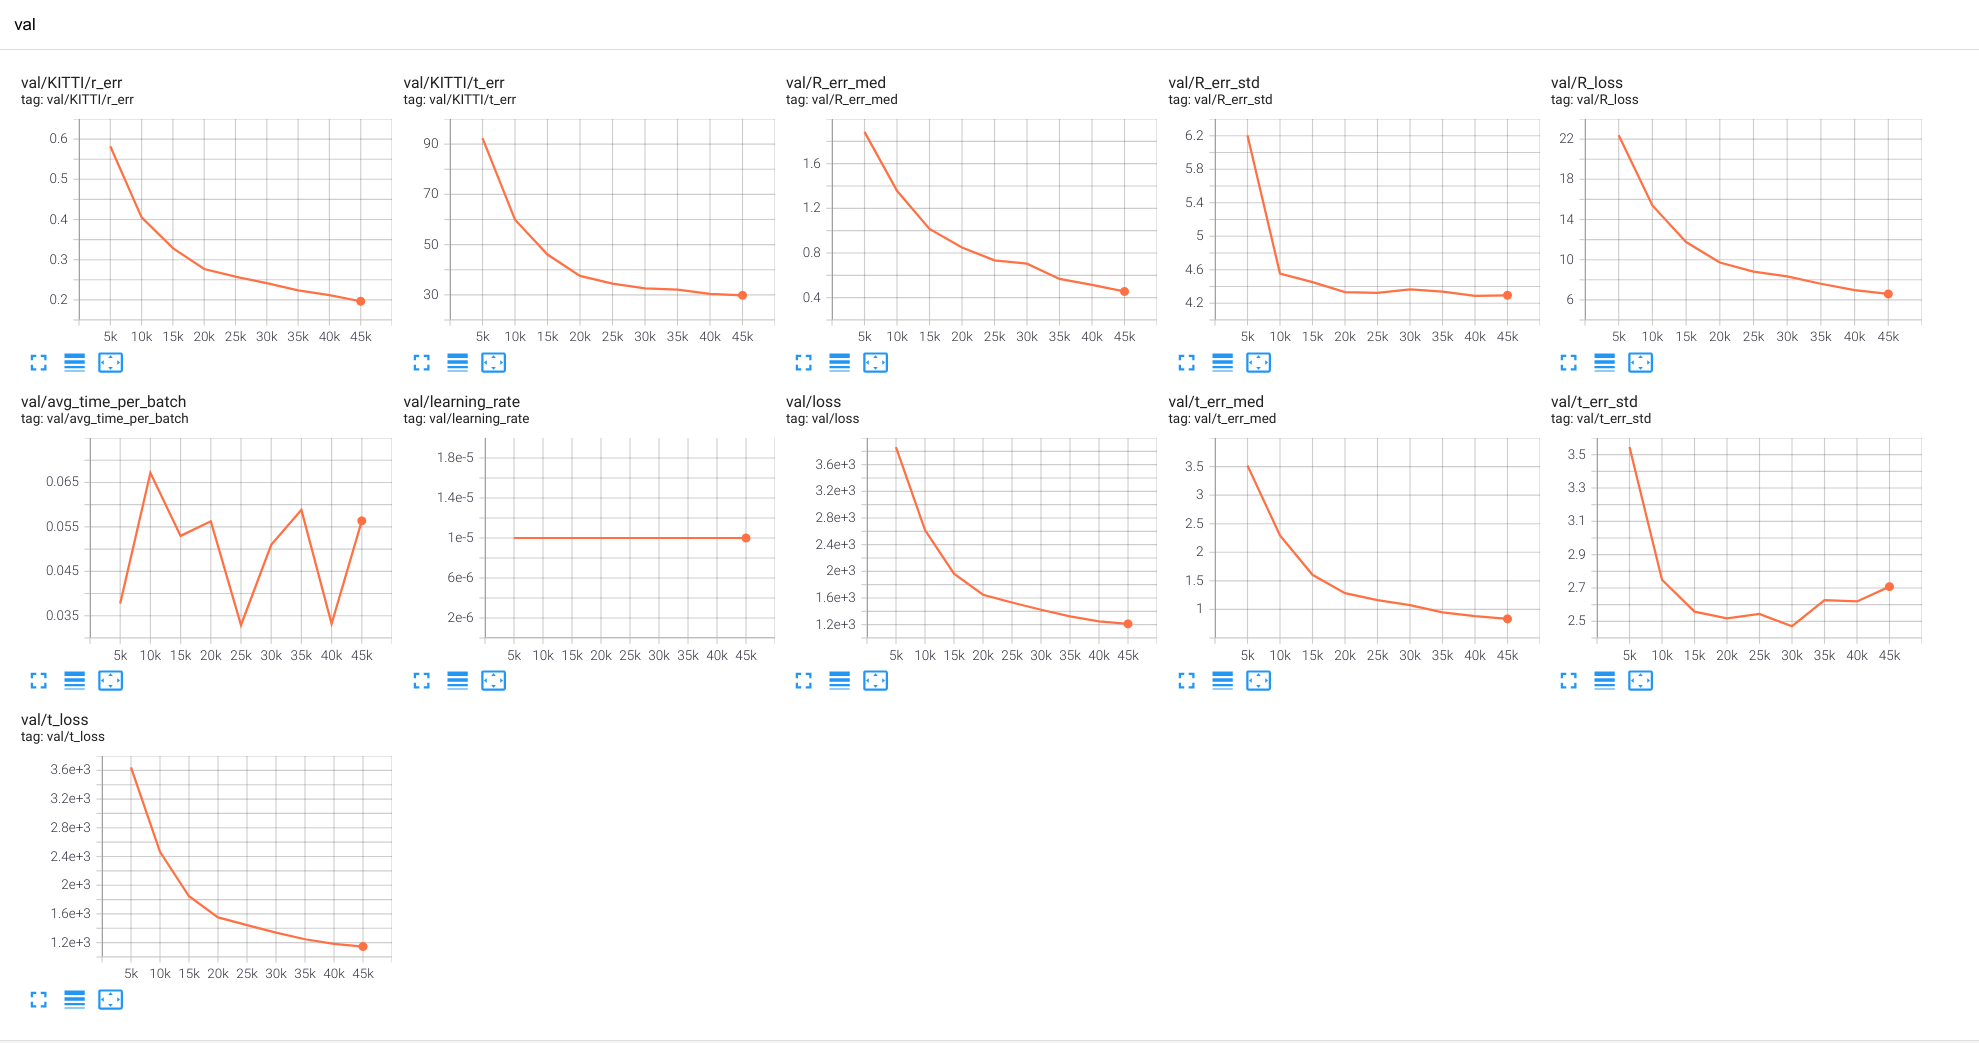 val
val/KITTI/r_err
tag: val/KITTI/r_err
0.6
0.5
0.4
0.3
0.2
5k 10k 15k 20k 25k 30k 35k 40k 45k
val/KITTI/t_err
tag: val/KITTI/t_err
90
70
50
30
5k 10k 15k 20k 25k 30k 35k 40k 45k
val/R_err_med
tag: val/R_err_med
1.6
1.2
0.8
0.4
5k 10k 15k 20k 25k 30k 35k 40k 45k
val/R_err_std
tag: val/R_err_std
6.2
5.8
5.4
5
4.6
4.2
5k 10k 15k 20k 25k 30k 35k 40k 45k
val/R_loss
tag: val/R_loss
22
18
14
10
6
5k 10k 15k 20k 25k 30k 35k 40k 45k
val/avg_time_per_batch
tag: val/avg_time_per_batch
0.065
0.055
0.045
0.035
5k 10k 15k 20k 25k 30k 35k 40k 45k
val/learning_rate
tag: val/learning_rate
1.8e-5
1.4e-5
1e-5
6e-6
2e-6
5k 10k 15k 20k 25k 30k 35k 40k 45k
val/loss
tag: val/loss
3.6e+3
3.2e+3
2.8e+3
2.4e+3
2e+3
1.6e+3
1.2e+3
5k 10k 15k 20k 25k 30k 35k 40k 45k
val/t_err_med
tag: val/t_err_med
3.5
3
2.5
2
1.5
1
5k 10k 15k 20k 25k 30k 35k 40k 45k
val/t_err_std
tag: val/t_err_std
3.5
3.3
3.1
2.9
2.7
2.5
5k 10k 15k 20k 25k 30k 35k 40k 45k
val/t_loss
tag: val/t_loss
3.6e+3
3.2e+3
2.8e+3
2.4e+3
2e+3
1.6e+3
1.2e+3
5k 10k 15k 20k 25k 30k 35k 40k 45k